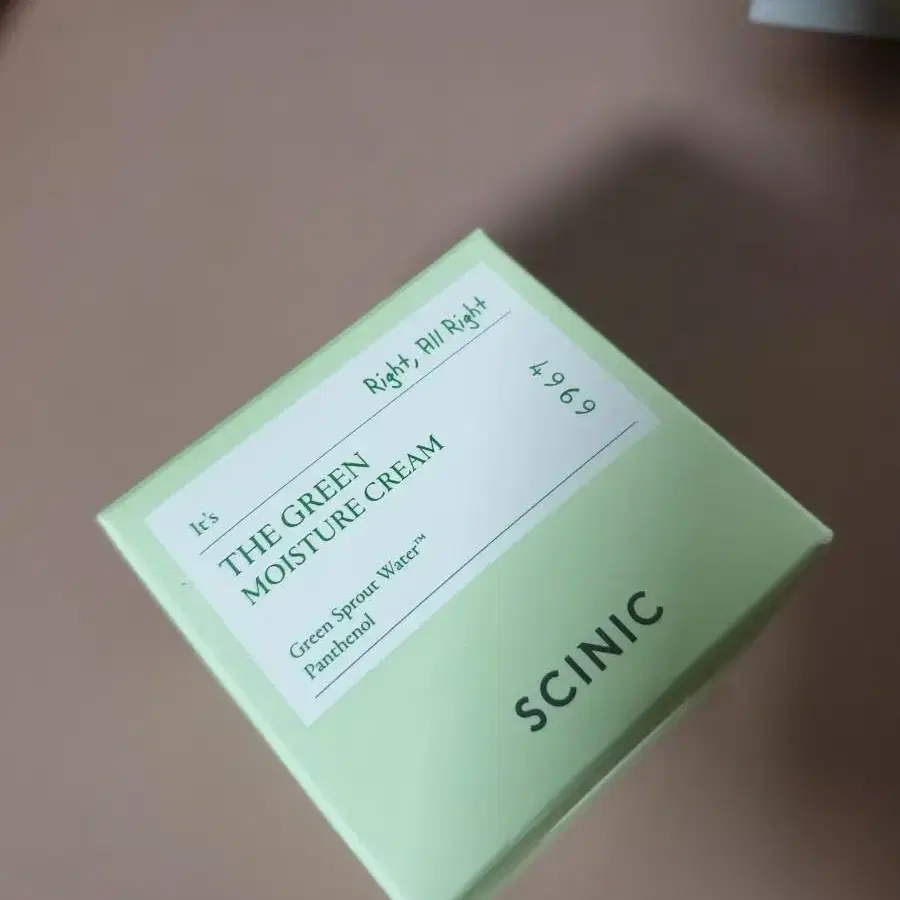 It's Right, All Right
4969
THE GREEN
MOISTURE CREAM
Green Sprout Water™
Panthenol
SCINIC